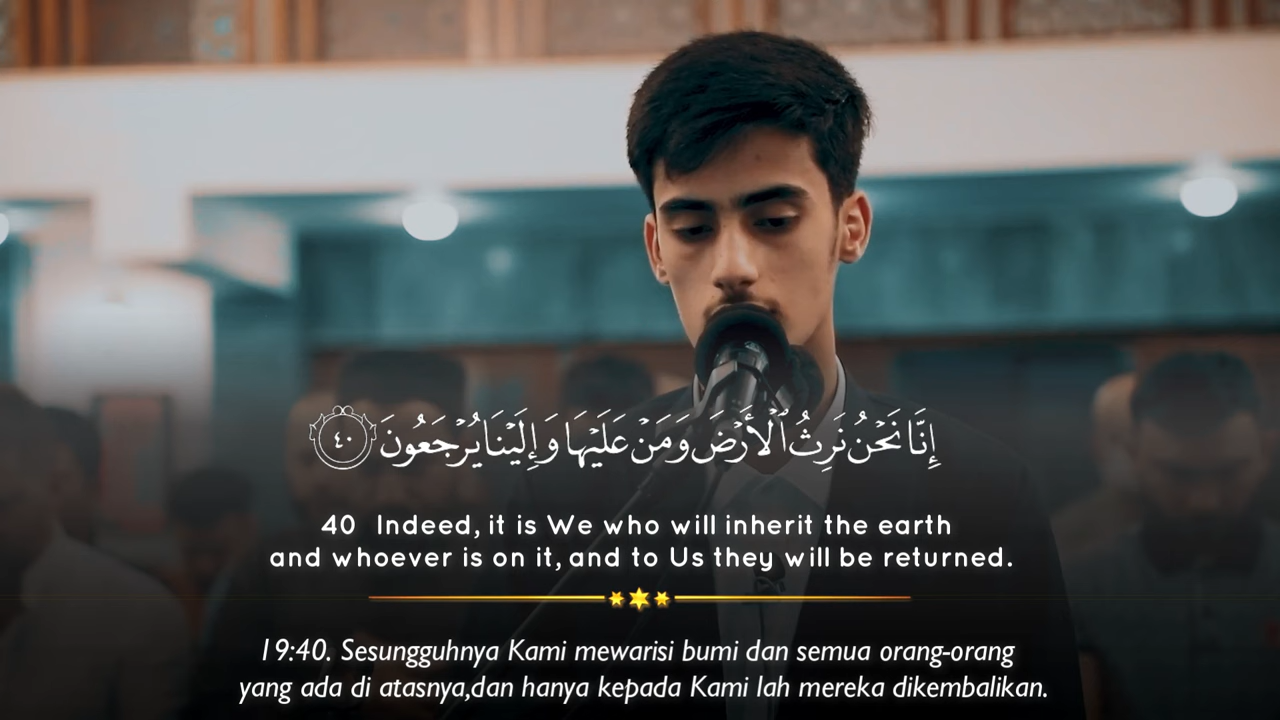 إِنَّا نَحْنُ نَرِثُ ٱلْأَرْضَ وَمَنْ عَلَيْهَا وَإِلَيْنَا يُرْجَعُونَ ٤٠
40 Indeed, it is We who will inherit the earth
and whoever is on it, and to Us they will be returned.
19:40. Sesungguhnya Kami mewarisi bumi dan semua orang-orang
yang ada di atasnya,dan hanya kepada Kami lah mereka dikembalikan.